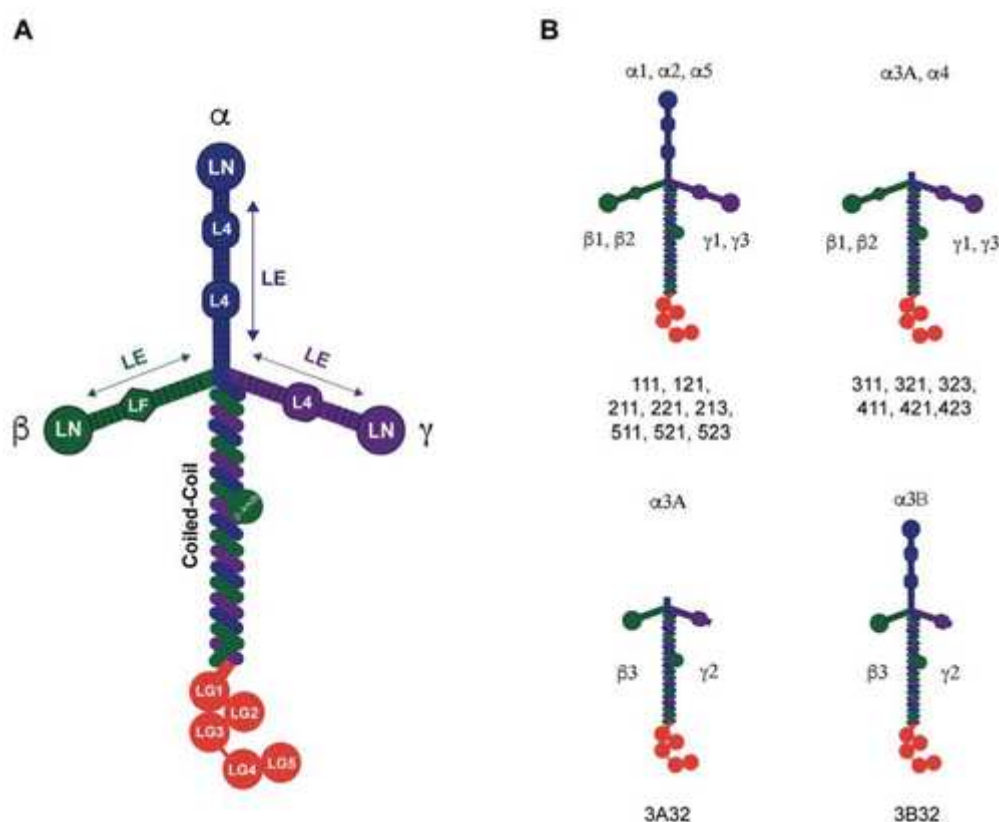 A
α
LN
L4
LE
L4
LE
LE
LF
L4
β
LN
LN
γ
Coiled-Coil
LG1
LG2
LG3
LG4
LG5
B
α1, α2, α5
β1, β2
γ1, γ3
111, 121,
211, 221, 213,
511, 521, 523
α3A, α4
β1, β2
γ1, γ3
311, 321, 323,
411, 421,423
α3A
β3
γ2
3A32
α3B
β3
γ2
3B32